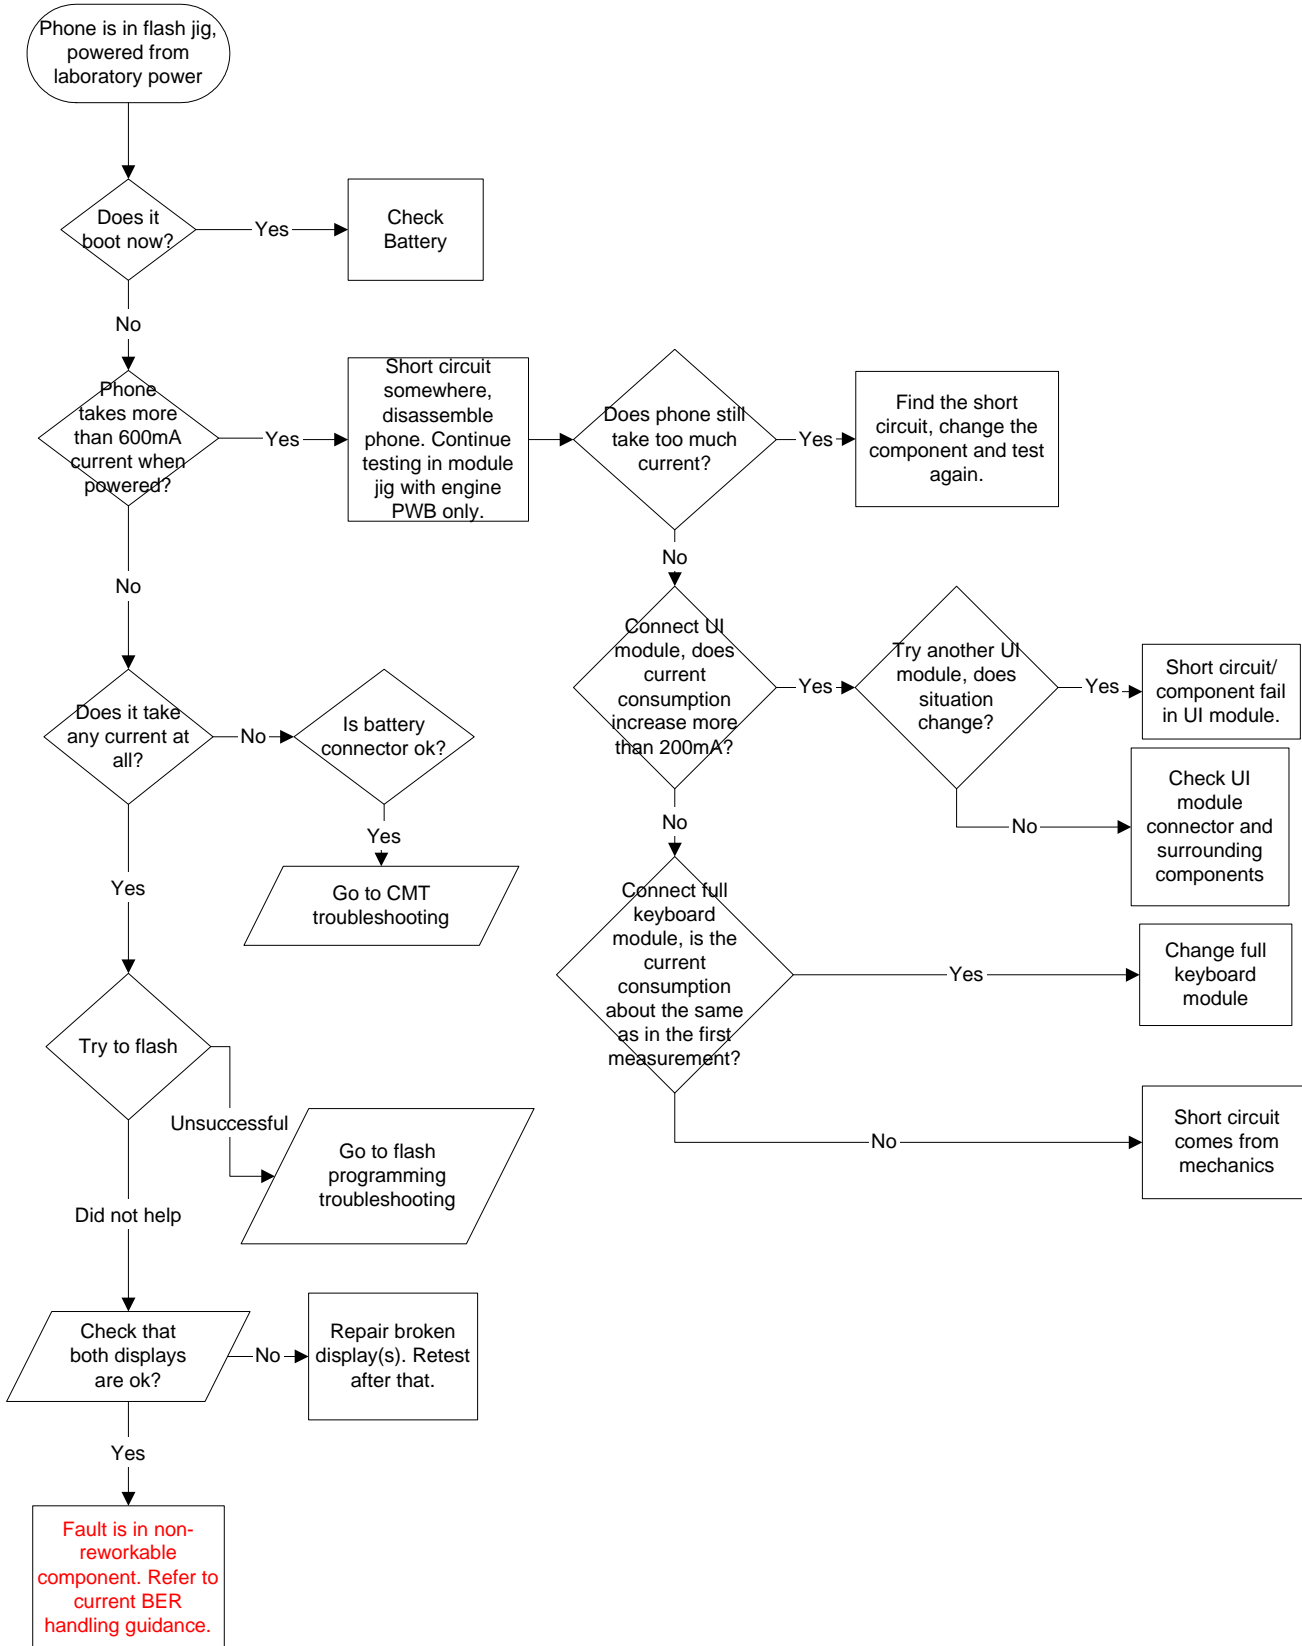 Phone is in flash jig,
powered from
laboratory power
Does it
boot now?
Yes
Check
Battery
No
Phone
takes more
than 600mA
current when
powered?
Yes
Short circuit
somewhere,
disassemble
phone. Continue
testing in module
jig with engine
PWB only.
Does phone still
take too much
current?
Yes
Find the short
circuit, change the
component and test
again.
No
No
Connect UI
module, does
current
consumption
increase more
than 200mA?
Yes
Try another UI
module, does
situation
change?
Yes
Short circuit/
component fail
in UI module.
No
Check UI
module
connector and
surrounding
components
Does it take
any current at
all?
No
Is battery
connector ok?
Yes
Go to CMT
troubleshooting
No
Connect full
keyboard
module, is the
current
consumption
about the same
as in the first
measurement?
Yes
Change full
keyboard
module
No
Short circuit
comes from
mechanics
Yes
Try to flash
Unsuccessful
Go to flash
programming
troubleshooting
Did not help
Check that
both displays
are ok?
No
Repair broken
display(s). Retest
after that.
Yes
Fault is in non-
reworkable
component. Refer to
current BER
handling guidance.